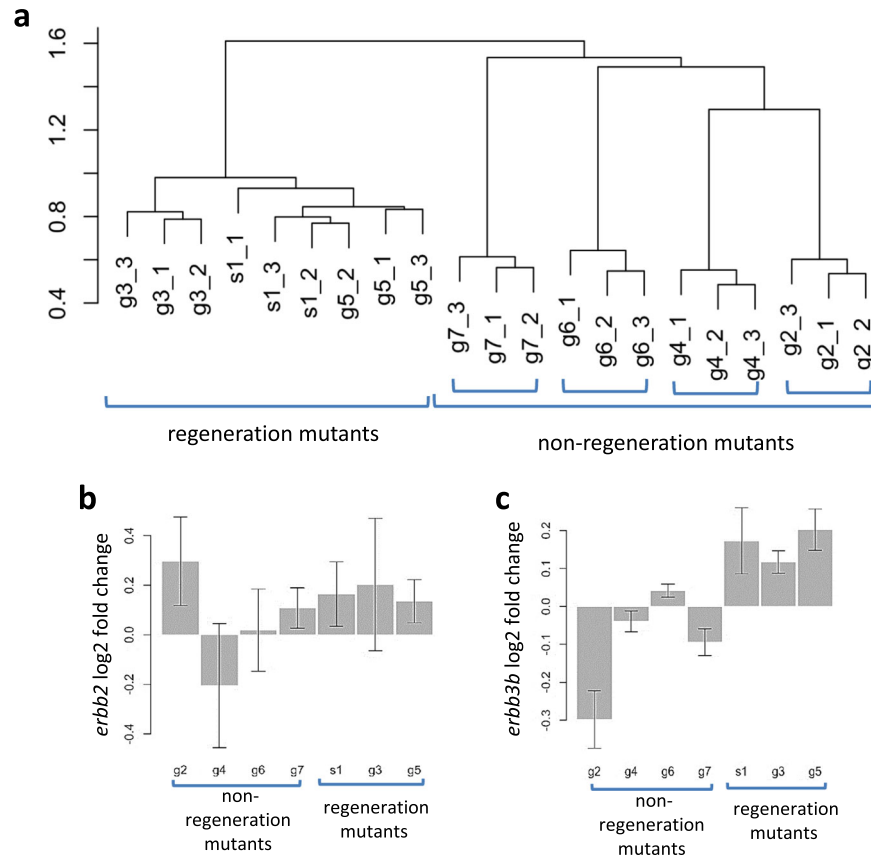 a
1.6
1.2
0.8
0.4
g3_3
g3_1
g3_2
s1_1
s1_3
s1_2
g5_2
g5_1
g5_3
g7_3
g7_1
g7_2
g6_1
g6_2
g6_3
g4_1
g4_2
g4_3
g2_3
g2_1
g2_2
regeneration mutants
non-regeneration mutants
b
erbb2 log2 fold change
0.4
0.2
0.0
-0.2
-0.4
g2 g4 g6 g7 s1 g3 g5
non-
regeneration
mutants
regeneration
mutants
c
erbb3b log2 fold change
0.2
0.1
0.0
-0.1
-0.2
-0.3
g2 g4 g6 g7 s1 g3 g5
non-
regeneration
mutants
regeneration
mutants